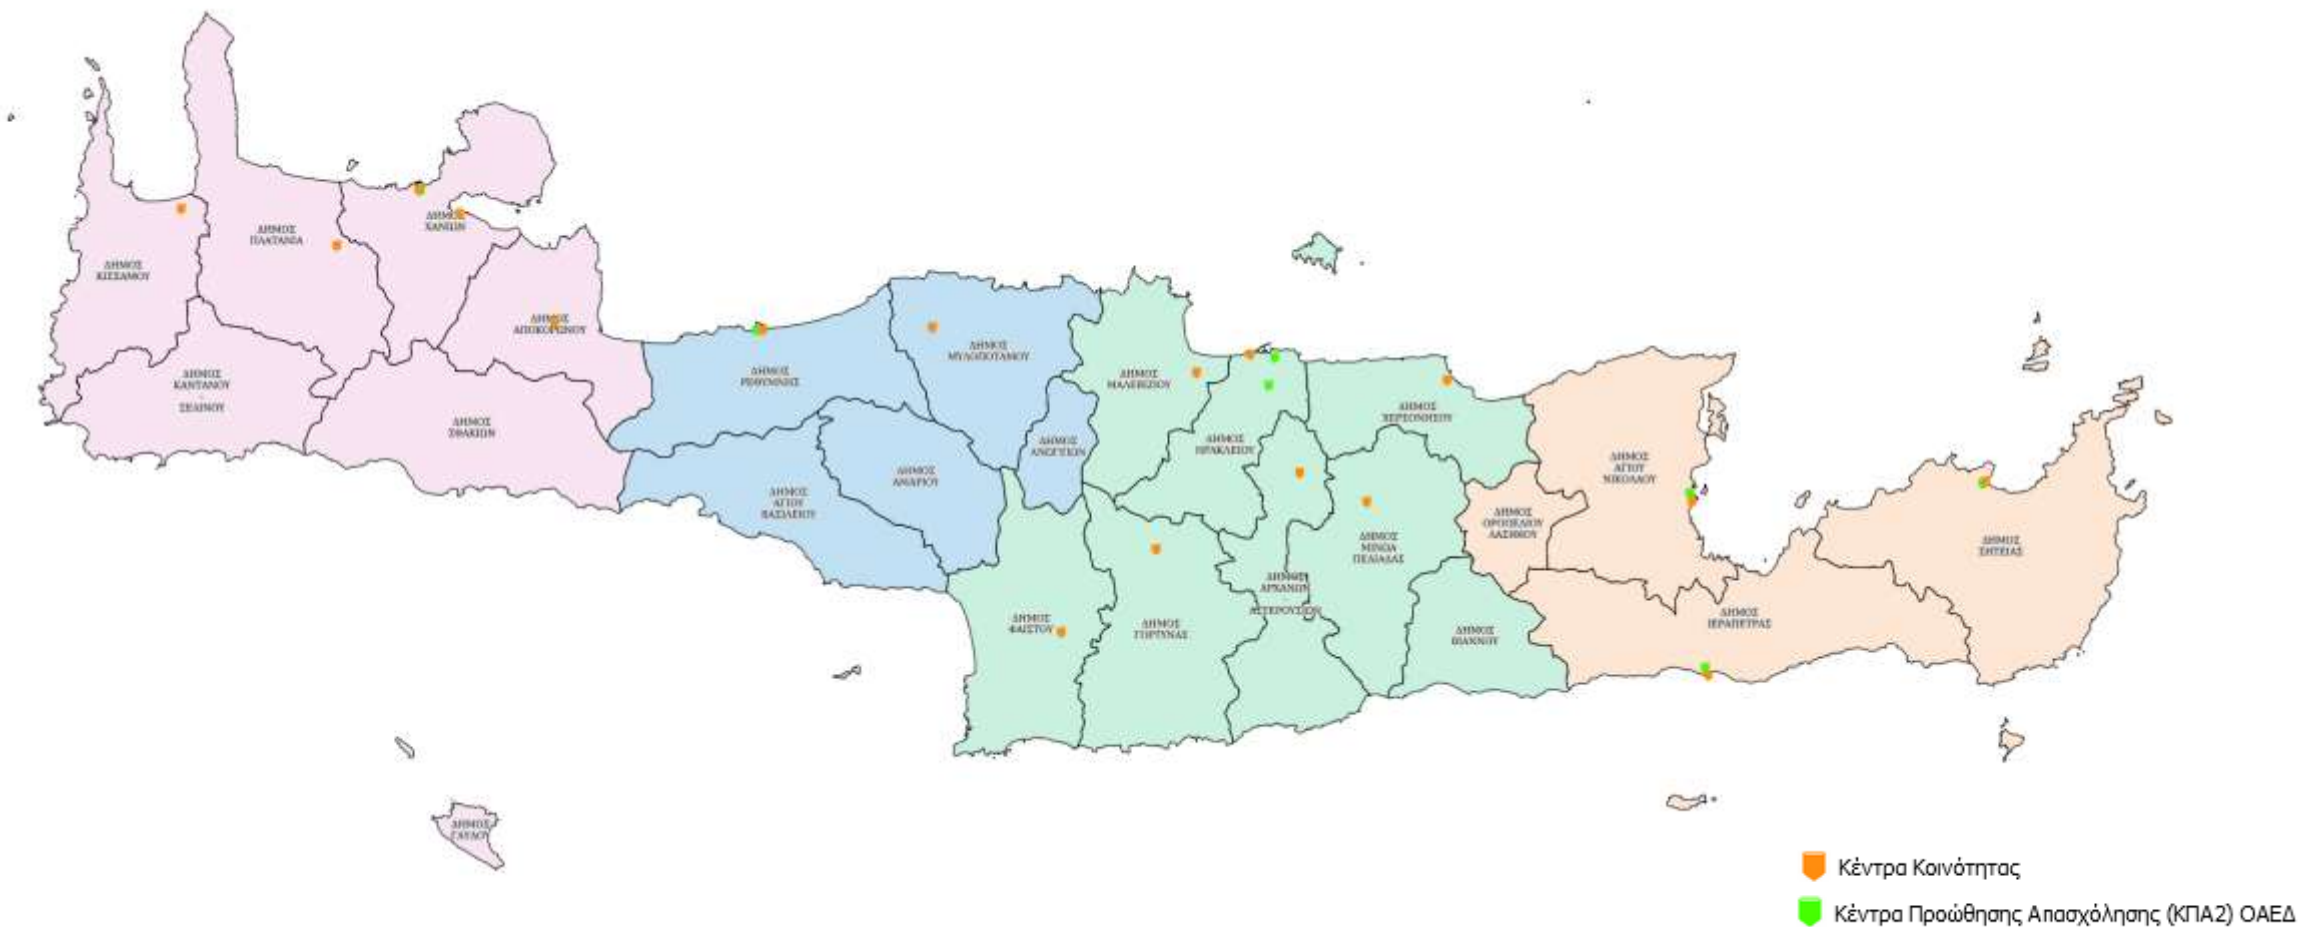 ΔΗΜΟΣ
ΚΙΣΣΑΜΟΥ
ΔΗΜΟΣ
ΠΛΑΤΑΝΙΑ
ΔΗΜΟΣ
ΧΑΝΙΩΝ
ΔΗΜΟΣ
ΑΠΟΚΟΡΩΝΟΥ
ΔΗΜΟΣ
ΚΑΝΤΑΝΟΥ
-
ΣΕΛΙΝΟΥ
ΔΗΜΟΣ
ΣΦΑΚΙΩΝ
ΔΗΜΟΣ
ΡΕΘΥΜΝΗΣ
ΔΗΜΟΣ
ΜΥΛΟΠΟΤΑΜΟΥ
ΔΗΜΟΣ
ΑΝΩΓΕΙΩΝ
ΔΗΜΟΣ
ΑΜΑΡΙΟΥ
ΔΗΜΟΣ
ΑΓΙΟΥ
ΒΑΣΙΛΕΙΟΥ
ΔΗΜΟΣ
ΜΑΛΕΒΙΖΙΟΥ
ΔΗΜΟΣ
ΗΡΑΚΛΕΙΟΥ
ΔΗΜΟΣ
ΧΕΡΣΟΝΗΣΟΥ
ΔΗΜΟΣ
ΑΓΙΟΥ
ΝΙΚΟΛΑΟΥ
ΔΗΜΟΣ
ΟΡΟΠΕΔΙΟΥ
ΛΑΣΙΘΙΟΥ
ΔΗΜΟΣ
ΜΙΝΩΑ
ΠΕΔΙΑΔΑΣ
ΔΗΜΟΣ
ΣΗΤΕΙΑΣ
ΔΗΜΟΣ
ΑΡΧΑΝΩΝ
-
ΑΣΤΕΡΟΥΣΙΩΝ
ΔΗΜΟΣ
ΦΑΙΣΤΟΥ
ΔΗΜΟΣ
ΓΟΡΤΥΝΑΣ
ΔΗΜΟΣ
ΒΙΑΝΝΟΥ
ΔΗΜΟΣ
ΙΕΡΑΠΕΤΡΑΣ
ΔΗΜΟΣ
ΓΑΥΔΟΥ
Κέντρα Κοινότητας
Κέντρα Προώθησης Απασχόλησης (ΚΠΑ2) ΟΑΕΔ